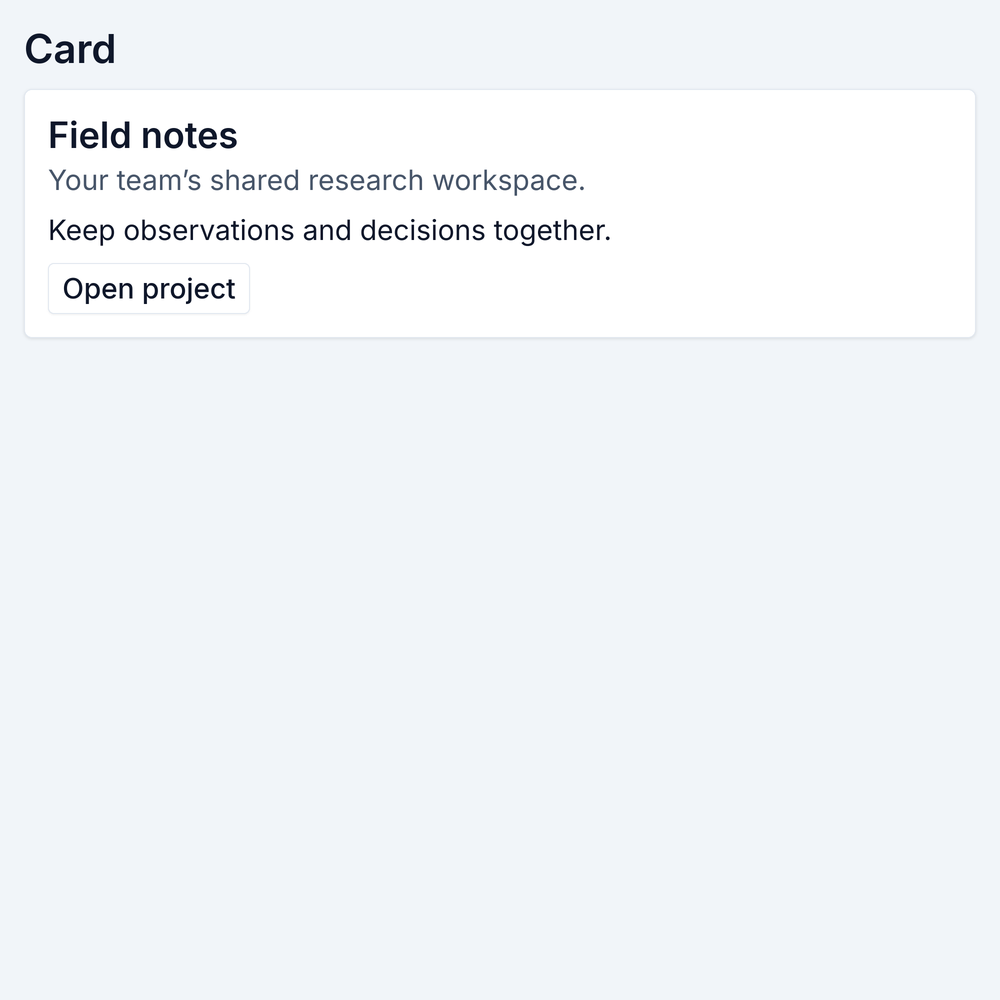 Card
Field notes
Your team’s shared research workspace.
Keep observations and decisions together.
Open project